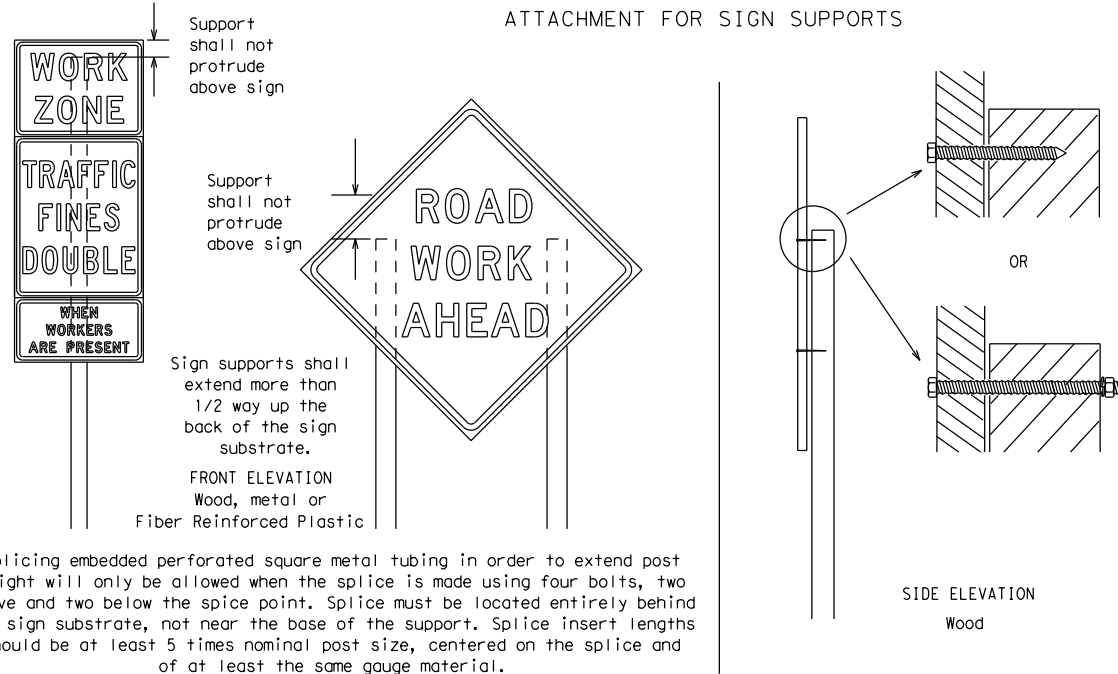 ATTACHMENT FOR SIGN SUPPORTS
Support
shall not
protrude
above sign
WORK
ZONE
TRAFFIC
FINES
DOUBLE
WHEN
WORKERS
ARE PRESENT
Support
shall not
protrude
above sign
ROAD
WORK
AHEAD
Sign supports shall
extend more than
1/2 way up the
back of the sign
substrate.
FRONT ELEVATION
Wood, metal or
Fiber Reinforced Plastic
OR
SIDE ELEVATION
Wood
plicing embedded perforated square metal tubing in order to extend post
ight will only be allowed when the splice is made using four bolts, two
ve and two below the spice point. Splice must be located entirely behind
sign substrate, not near the base of the support. Splice insert lengths
ould be at least 5 times nominal post size, centered on the splice and
of at least the same gauge material.